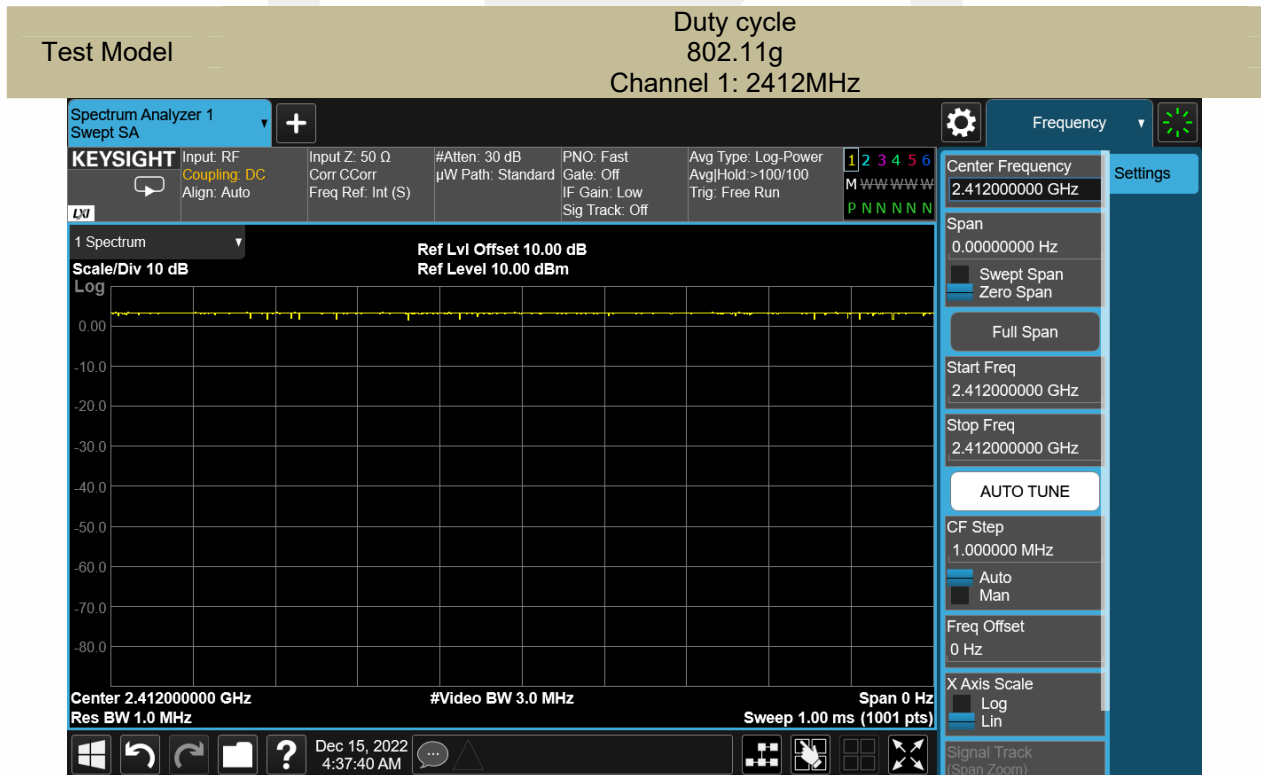 Test Model
Duty cycle
802.11g
Channel 1: 2412MHz
Spectrum Analyzer 1
Swept SA
Frequency
KEYSIGHT
LXI
Input: RF
Coupling: DC
Align: Auto
Input Z: 50 Ω
Corr CCorr
Freq Ref: Int (S)
#Atten: 30 dB
µW Path: Standard
PNO: Fast
Gate: Off
IF Gain: Low
Sig Track: Off
Avg Type: Log-Power
Avg|Hold:>100/100
Trig: Free Run
1 2 3 4 5 6
M W W W W W
P N N N N N
1 Spectrum
Scale/Div 10 dB
Log
Ref Lvl Offset 10.00 dB
Ref Level 10.00 dBm
0.00
-10.0
-20.0
-30.0
-40.0
-50.0
-60.0
-70.0
-80.0
Center 2.412000000 GHz
Res BW 1.0 MHz
#Video BW 3.0 MHz
Span 0 Hz
Sweep 1.00 ms (1001 pts)
Dec 15, 2022
4:37:40 AM
Center Frequency
2.412000000 GHz
Settings
Span
0.00000000 Hz
Swept Span
Zero Span
Full Span
Start Freq
2.412000000 GHz
Stop Freq
2.412000000 GHz
AUTO TUNE
CF Step
1.000000 MHz
Auto
Man
Freq Offset
0 Hz
X Axis Scale
Log
Lin
Signal Track
(Span Zoom)